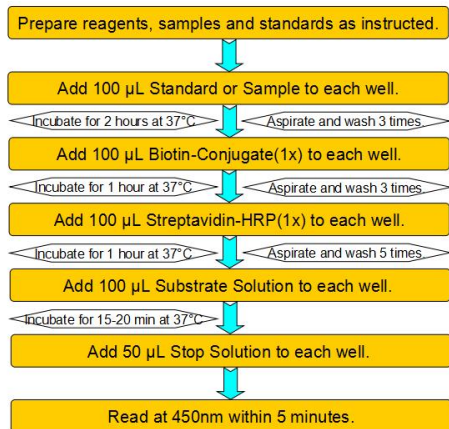 Prepare reagents, samples and standards as instructed.
Add 100 µL Standard or Sample to each well.
Incubate for 2 hours at 37°C
Aspirate and wash 3 times.
Add 100 µL Biotin-Conjugate(1x) to each well.
Incubate for 1 hour at 37°C
Aspirate and wash 3 times.
Add 100 µL Streptavidin-HRP(1x) to each well.
Incubate for 1 hour at 37°C
Aspirate and wash 5 times.
Add 100 µL Substrate Solution to each well.
Incubate for 15-20 min at 37°C
Add 50 µL Stop Solution to each well.
Read at 450nm within 5 minutes.